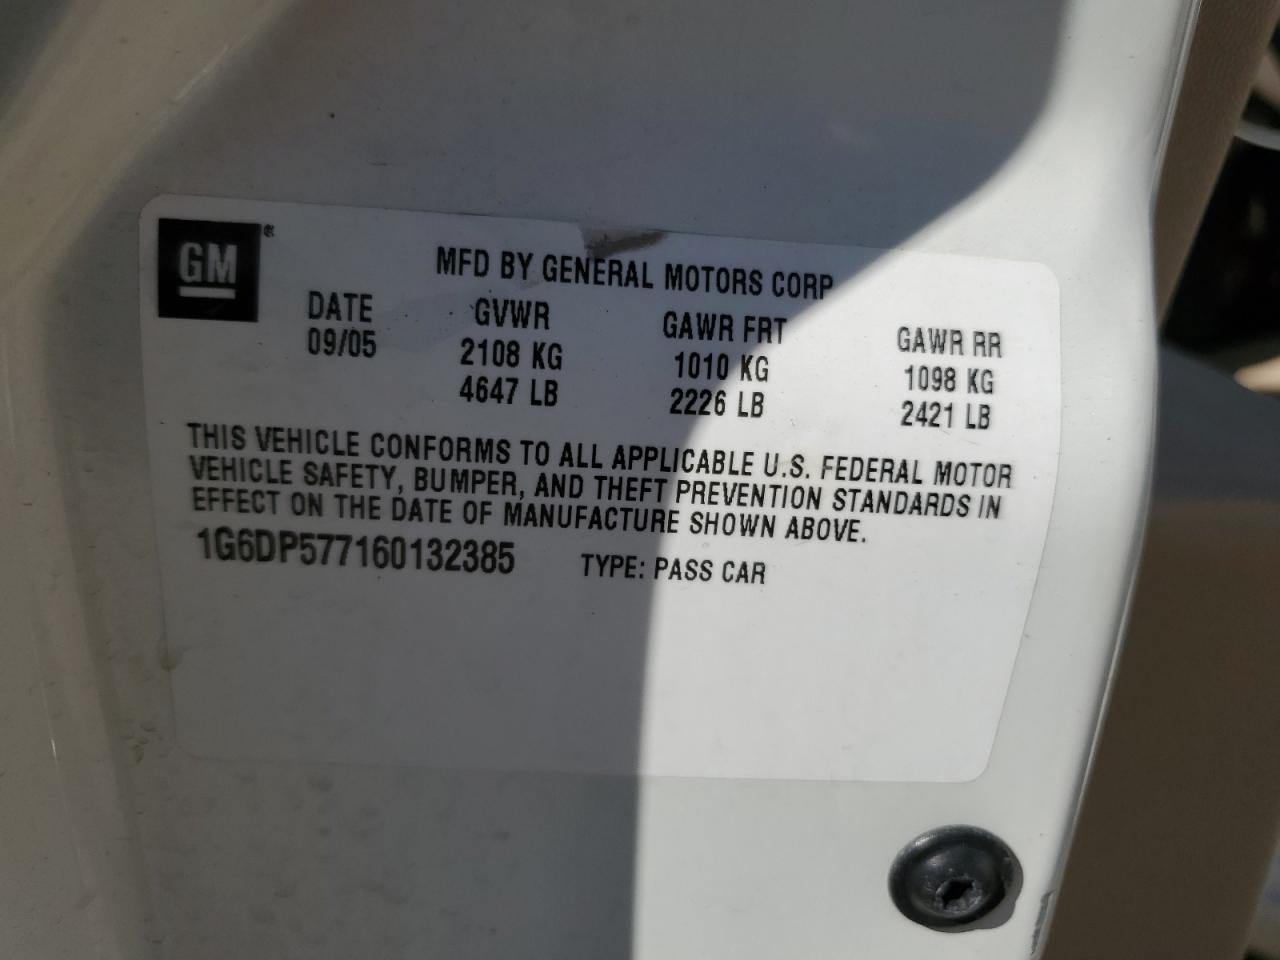 GM®
MFD BY GENERAL MOTORS CORP
DATE GVWR GAWR FRT GAWR RR
09/05 2108 KG 1010 KG 1098 KG
4647 LB 2226 LB 2421 LB
THIS VEHICLE CONFORMS TO ALL APPLICABLE U.S. FEDERAL MOTOR
VEHICLE SAFETY, BUMPER, AND THEFT PREVENTION STANDARDS IN
EFFECT ON THE DATE OF MANUFACTURE SHOWN ABOVE.
1G6DP577160132385 TYPE: PASS CAR